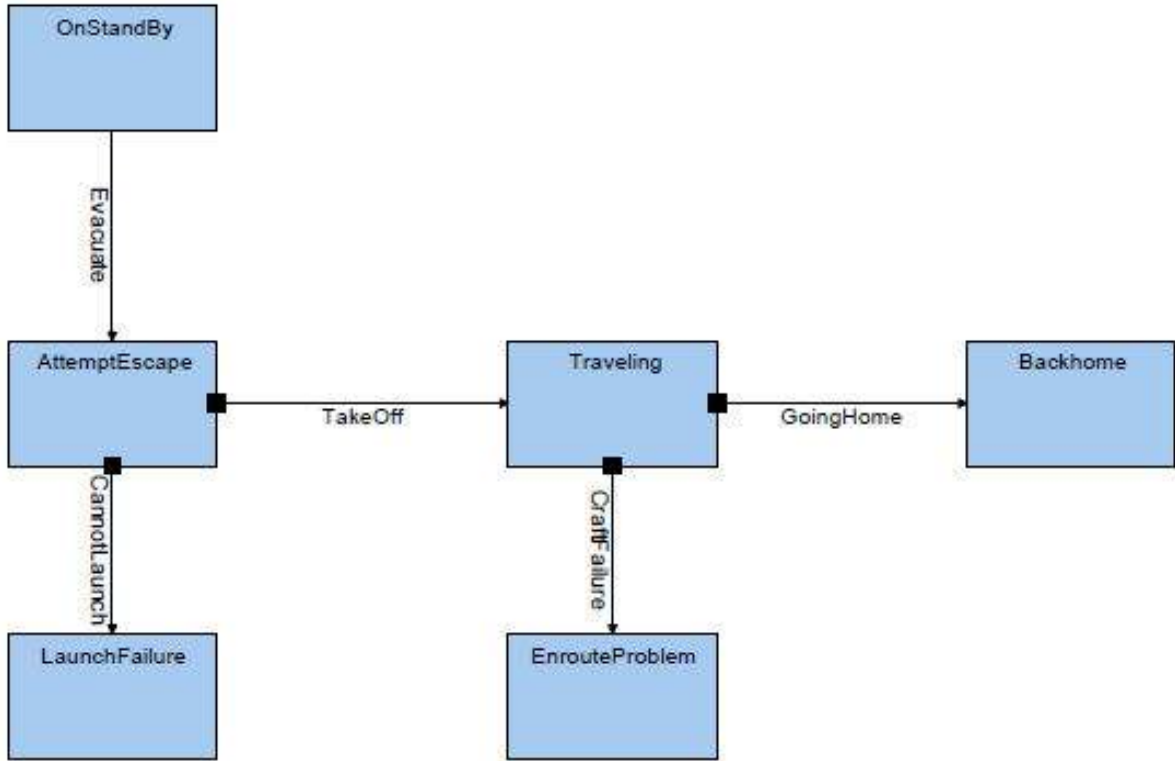 OnStandBy
Evacuate
AttemptEscape
TakeOff
Traveling
GoingHome
Backhome
CannotLaunch
CraftFailure
LaunchFailure
EnrouteProblem